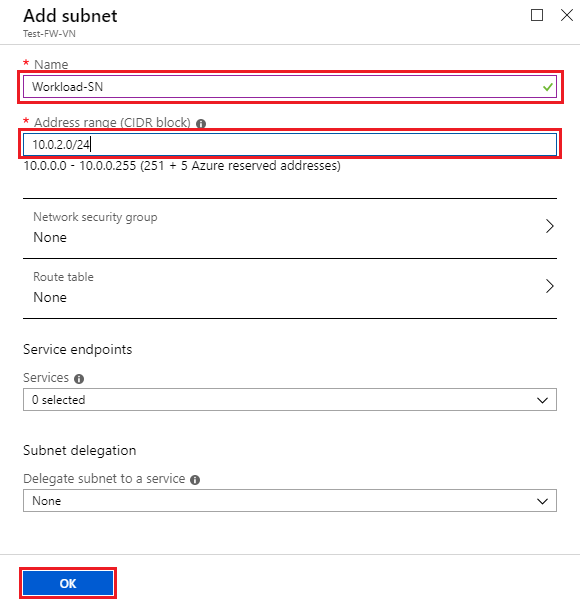 Add subnet
Test-FW-VN
* Name
Workload-SN
* Address range (CIDR block)
10.0.2.0/24
10.0.0.0 - 10.0.0.255 (251 + 5 Azure reserved addresses)
Network security group
None
Route table
None
Service endpoints
Services
0 selected
Subnet delegation
Delegate subnet to a service
None
OK